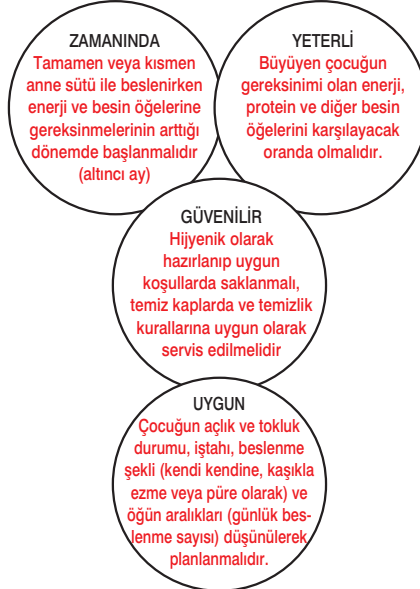 ZAMANINDA
Tamamen veya kısmen
anne sütü ile beslenirken
enerji ve besin öğelerine
gereksinmelerinin arttığı
dönemde başlanmalıdır
(altıncı ay)
YETERLİ
Büyüyen çocuğun
gereksinimi olan enerji,
protein ve diğer besin
öğelerini karşılayacak
oranda olmalıdır.
GÜVENİLİR
Hijyenik olarak
hazırlanıp uygun
koşullarda saklanmalı,
temiz kaplarda ve temizlik
kurallarına uygun olarak
servis edilmelidir
UYGUN
Çocuğun açlık ve tokluk
durumu, iştahı, beslenme
şekli (kendi kendine, kaşıkla
ezme veya püre olarak) ve
öğün aralıkları (günlük bes-
lenme sayısı) düşünülerek
planlanmalıdır.